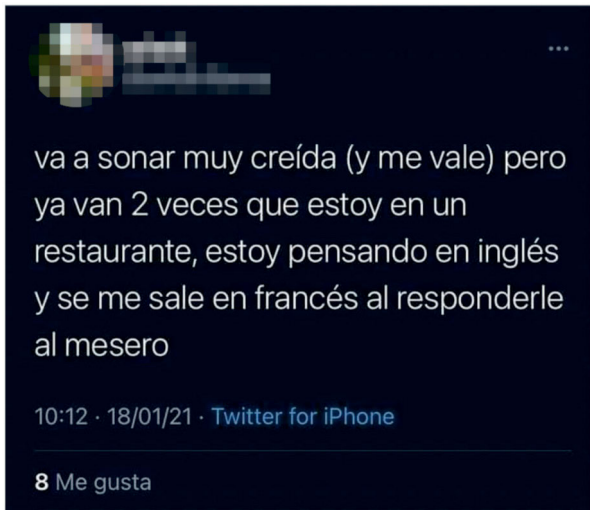 va a sonar muy creída (y me vale) pero
ya van 2 veces que estoy en un
restaurante, estoy pensando en inglés
y se me sale en francés al responderle
al mesero
10:12 · 18/01/21 · Twitter for iPhone
8 Me gusta